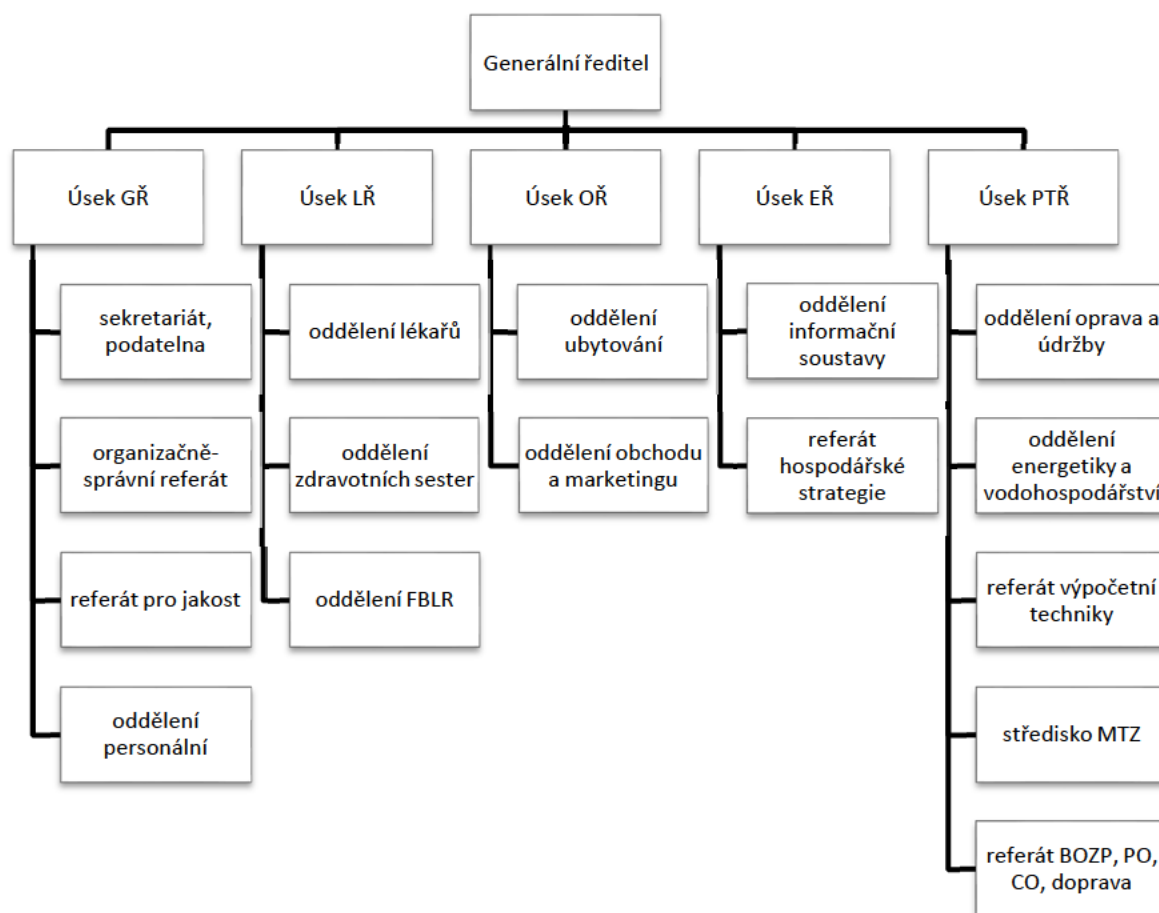 Generální ředitel
Úsek GŘ
Úsek LŘ
Úsek OŘ
Úsek EŘ
Úsek PTŘ
sekretariát,
podatelna
organizačně-
správní referát
referát pro jakost
oddělení
personální
oddělení lékařů
oddělení
zdravotních sester
oddělení FBLR
oddělení
ubytování
oddělení obchodu
a marketingu
oddělení
informační
soustavy
referát
hospodářské
strategie
oddělení oprava a
údržby
oddělení
energetiky a
vodohospodářství
referát výpočetní
techniky
středisko MTZ
referát BOZP, PO,
CO, doprava